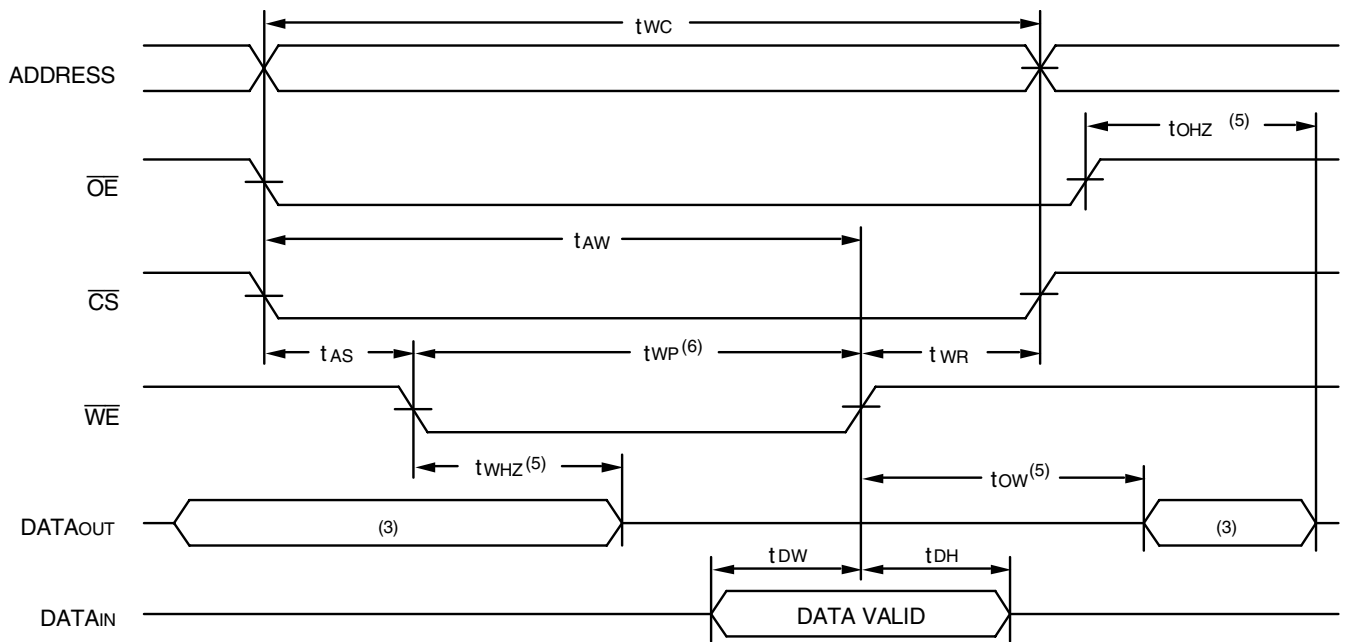 tWC
ADDRESS
tOHZ (5)
OE
tAW
CS
tAS
tWP(6)
tWR
WE
tWHZ(5)
tOW(5)
DATAOUT
(3)
(3)
tDW
tDH
DATAIN
DATA VALID